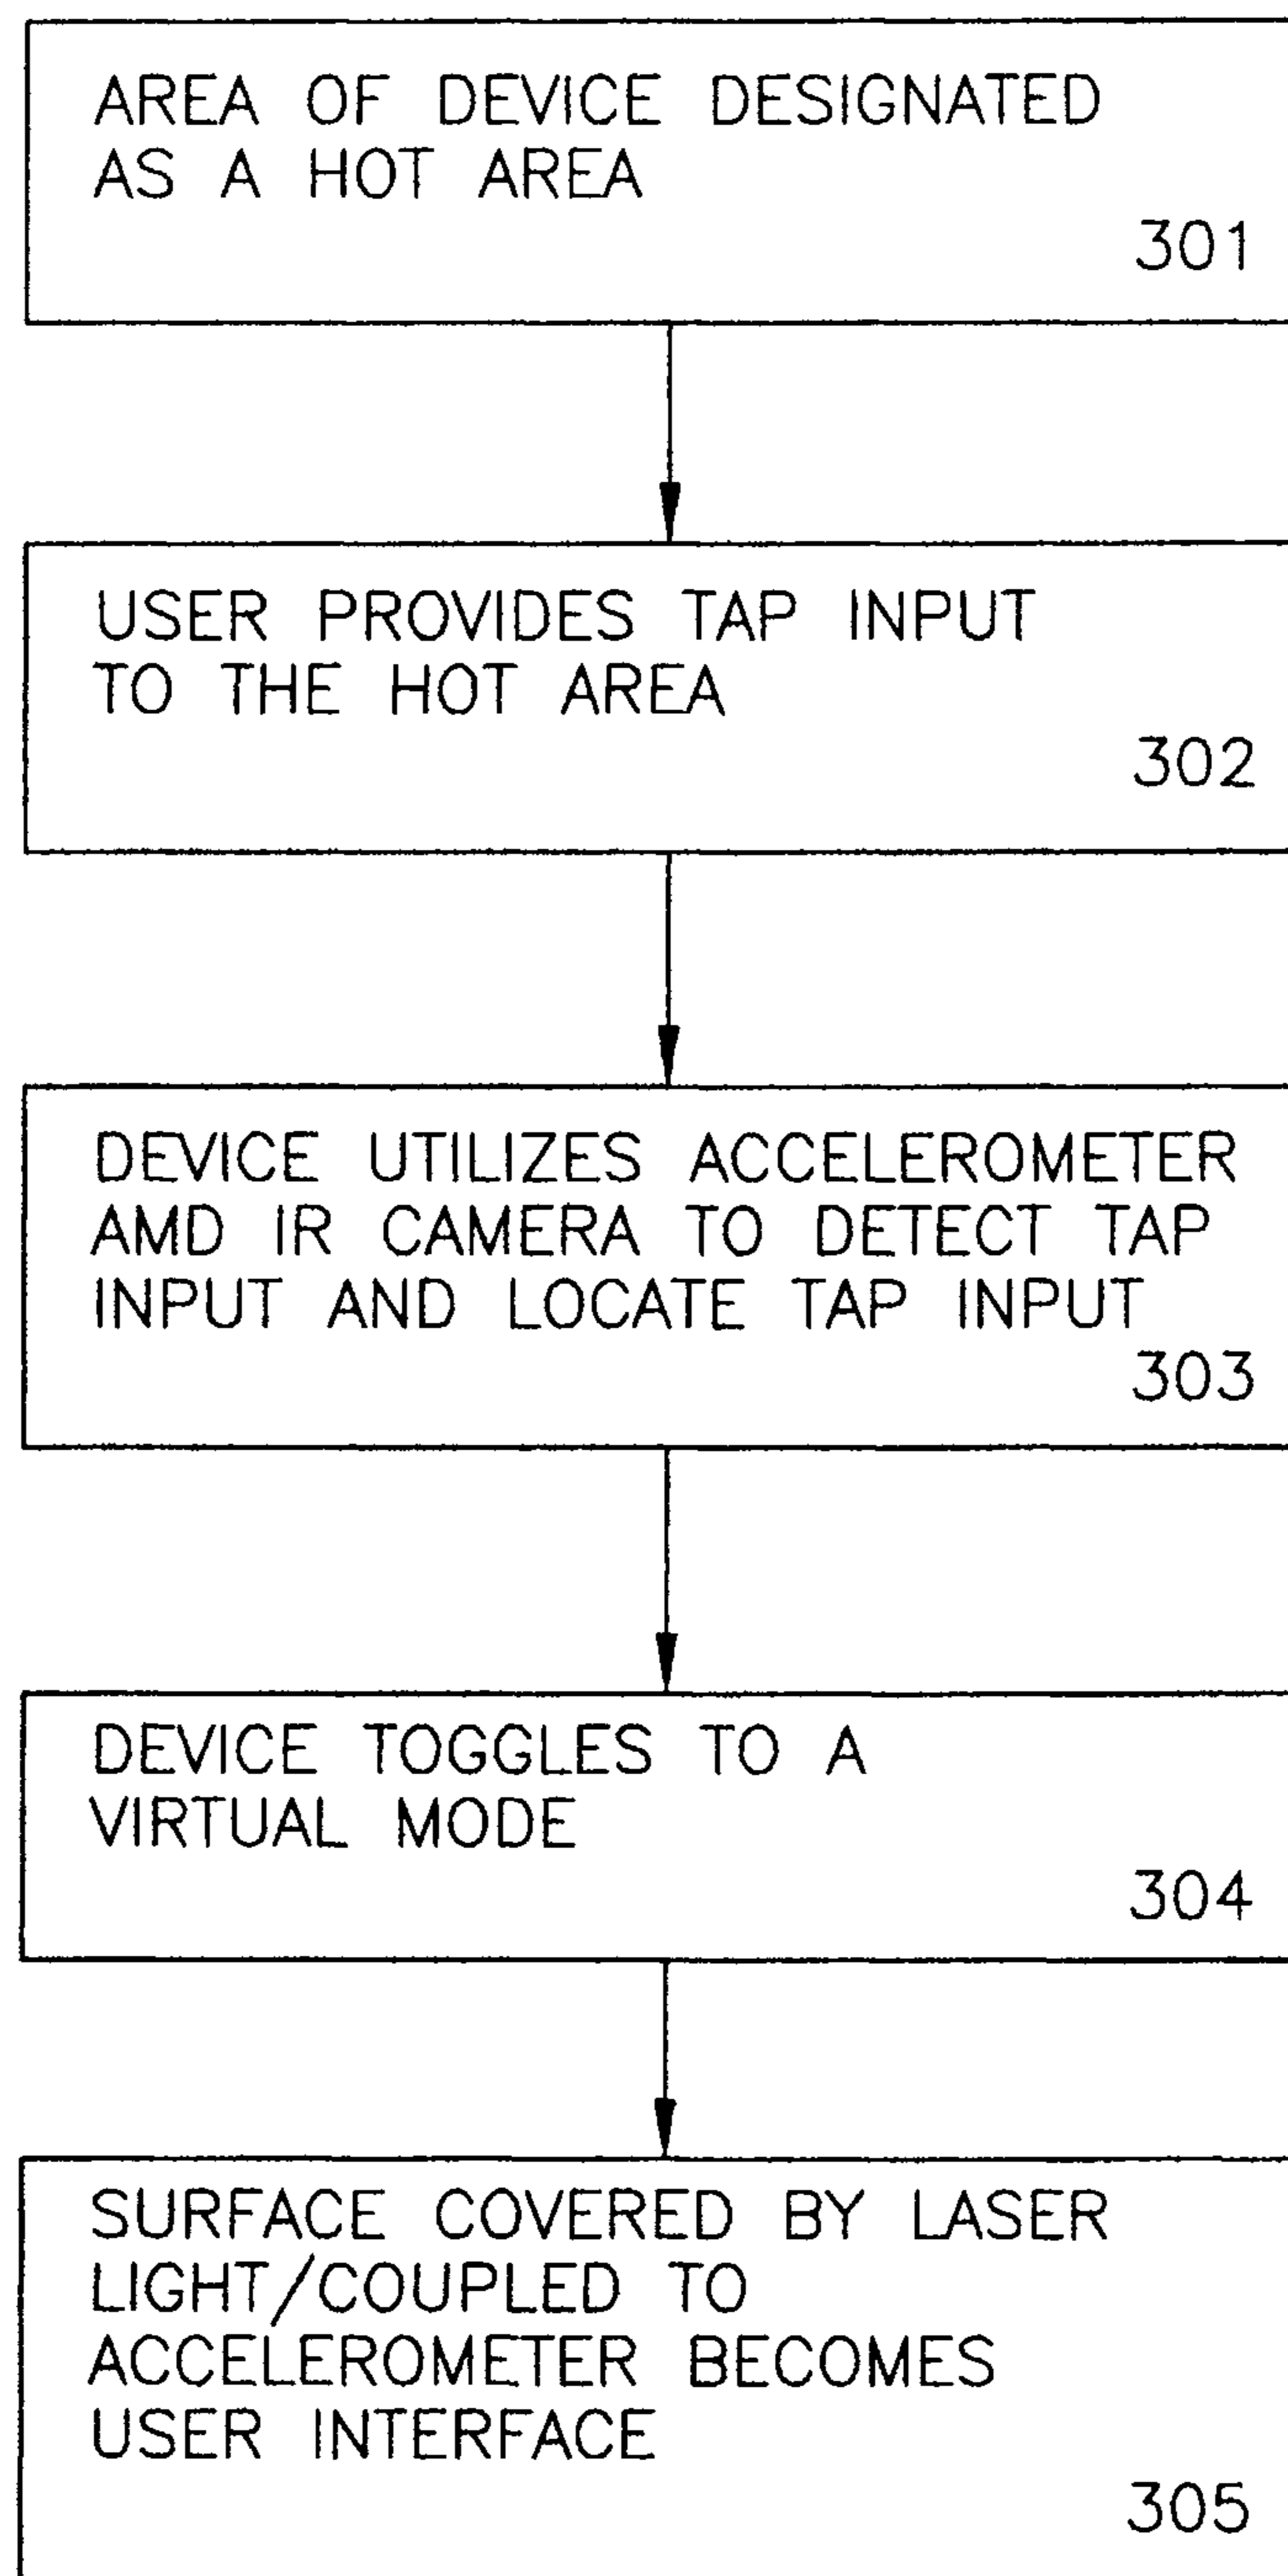 AREA OF DEVICE DESIGNATED
AS A HOT AREA
301
USER PROVIDES TAP INPUT
TO THE HOT AREA
302
DEVICE UTILIZES ACCELEROMETER
AMD IR CAMERA TO DETECT TAP
INPUT AND LOCATE TAP INPUT
303
DEVICE TOGGLES TO A
VIRTUAL MODE
304
SURFACE COVERED BY LASER
LIGHT/COUPLED TO
ACCELEROMETER BECOMES
USER INTERFACE
305